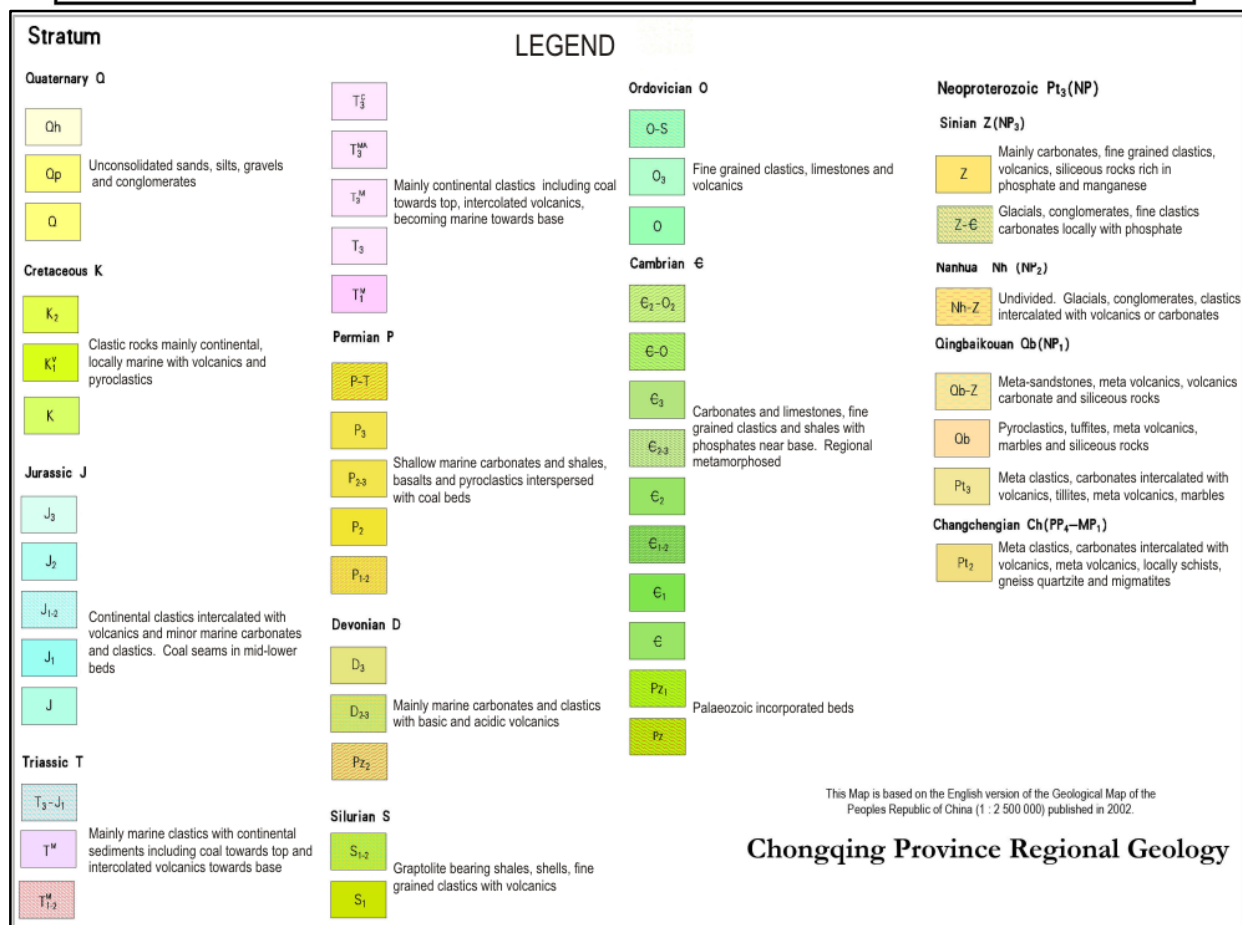 Stratum
LEGEND
Quaternary Q
Qh
Qp
Q
Unconsolidated sands, silts, gravels
and conglomerates
Cretaceous K
K₂
K₁ⱽ
K
Clastic rocks mainly continental,
locally marine with volcanics and
pyroclastics
Jurassic J
J₃
J₂
J₁₋₂
J₁
J
Continental clastics intercalated with
volcanics and minor marine carbonates
and clastics. Coal seams in mid-lower
beds
Triassic T
T₃-J₁
Tᴹ
T₁₋₂ᴹ
Mainly marine clastics with continental
sediments including coal towards top and
intercolated volcanics towards base
T₃ᶜ
T₃ᴹᴬ
T₃ᴹ
T₃
T₁ᴹ
Mainly continental clastics including coal
towards top, intercolated volcanics,
becoming marine towards base
Permian P
P-T
P₃
P₂₋₃
P₂
P₁₋₂
Shallow marine carbonates and shales,
basalts and pyroclastics interspersed
with coal beds
Devonian D
D₃
D₂₋₃
Pz₂
Mainly marine carbonates and clastics
with basic and acidic volcanics
Silurian S
S₁₋₂
S₁
Graptolite bearing shales, shells, fine
grained clastics with volcanics
Ordovician O
O-S
O₃
O
Fine grained clastics, limestones and
volcanics
Cambrian Є
Є₂-O₂
Є-O
Є₃
Є₂₋₃
Є₂
Є₁₋₂
Є₁
Є
Carbonates and limestones, fine
grained clastics and shales with
phosphates near base. Regional
metamorphosed
Pz₁
Pz
Palaeozoic incorporated beds
Neoproterozoic Pt₃(NP)
Sinian Z(NP₃)
Z
Mainly carbonates, fine grained clastics,
volcanics, siliceous rocks rich in
phosphate and manganese
Z-Є
Glacials, conglomerates, fine clastics
carbonates locally with phosphate
Nanhua Nh (NP₂)
Nh-Z
Undivided. Glacials, conglomerates, clastics
intercalated with volcanics or carbonates
Qingbaikouan Qb(NP₁)
Qb-Z
Meta-sandstones, meta volcanics, volcanics
carbonate and siliceous rocks
Qb
Pyroclastics, tuffites, meta volcanics,
marbles and siliceous rocks
Pt₃
Meta clastics, carbonates intercalated with
volcanics, tillites, meta volcanics, marbles
Changchengian Ch(PP₄-MP₁)
Pt₂
Meta clastics, carbonates intercalated with
volcanics, meta volcanics, locally schists,
gneiss quartzite and migmatites
This Map is based on the English version of the Geological Map of the
Peoples Republic of China (1 : 2 500 000) published in 2002.
Chongqing Province Regional Geology